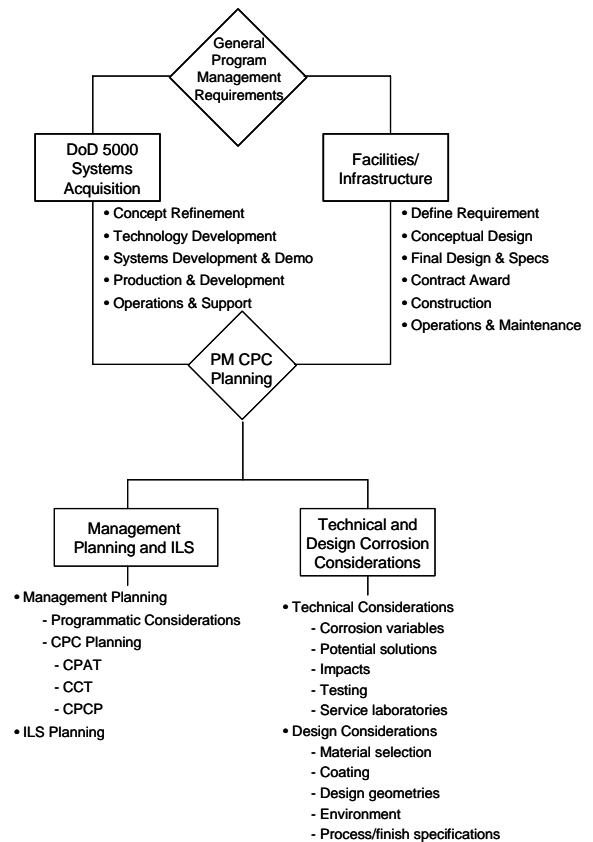 General
Program
Management
Requirements
DoD 5000
Systems
Acquisition
Facilities/
Infrastructure
• Concept Refinement
• Technology Development
• Systems Development & Demo
• Production & Development
• Operations & Support
• Define Requirement
• Conceptual Design
• Final Design & Specs
• Contract Award
• Construction
• Operations & Maintenance
PM CPC
Planning
Management
Planning and ILS
• Management Planning
- Programmatic Considerations
- CPC Planning
- CPAT
- CCT
- CPCP
• ILS Planning
Technical and
Design Corrosion
Considerations
• Technical Considerations
- Corrosion variables
- Potential solutions
- Impacts
- Testing
- Service laboratories
• Design Considerations
- Material selection
- Coating
- Design geometries
- Environment
- Process/finish specifications